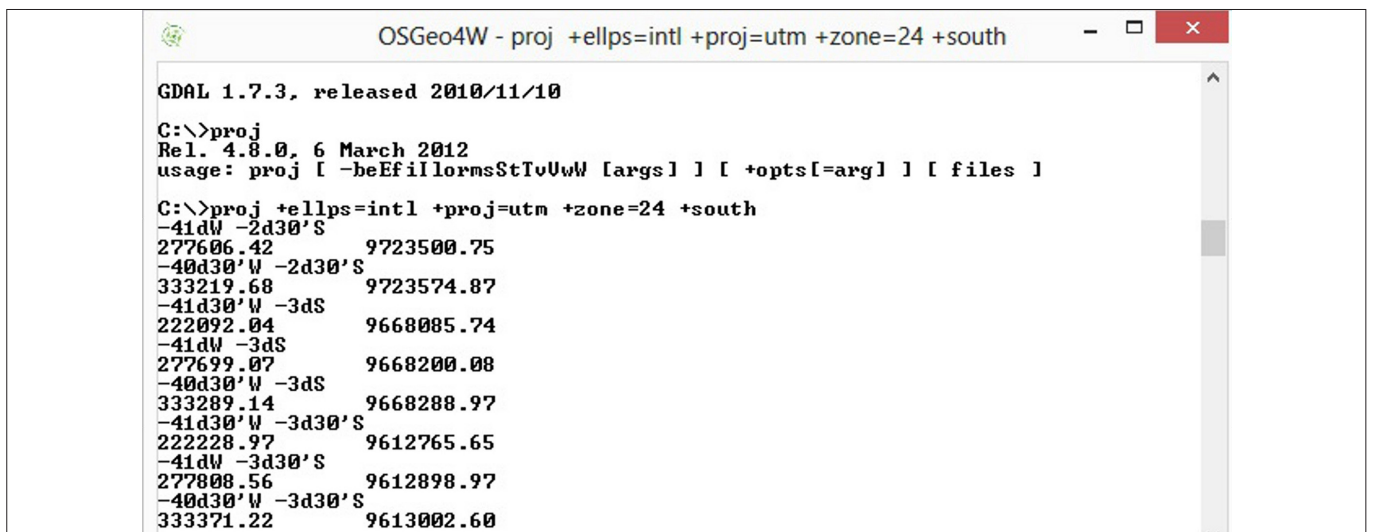 OSGeo4W - proj +ellps=intl +proj=utm +zone=24 +south
GDAL 1.7.3, released 2010/11/10
C:\>proj
Rel. 4.8.0, 6 March 2012
usage: proj [ -beEfiIlormsStTvVwW [args] ] [ +opts[=arg] ] [ files ]
C:\>proj +ellps=intl +proj=utm +zone=24 +south
-41dW -2d30'S
277606.42 9723500.75
-40d30'W -2d30'S
333219.68 9723574.87
-41d30'W -3dS
222092.04 9668085.74
-41dW -3dS
277699.07 9668200.08
-40d30'W -3dS
333289.14 9668288.97
-41d30'W -3d30'S
222228.97 9612765.65
-41dW -3d30'S
277808.56 9612898.97
-40d30'W -3d30'S
333371.22 9613002.60